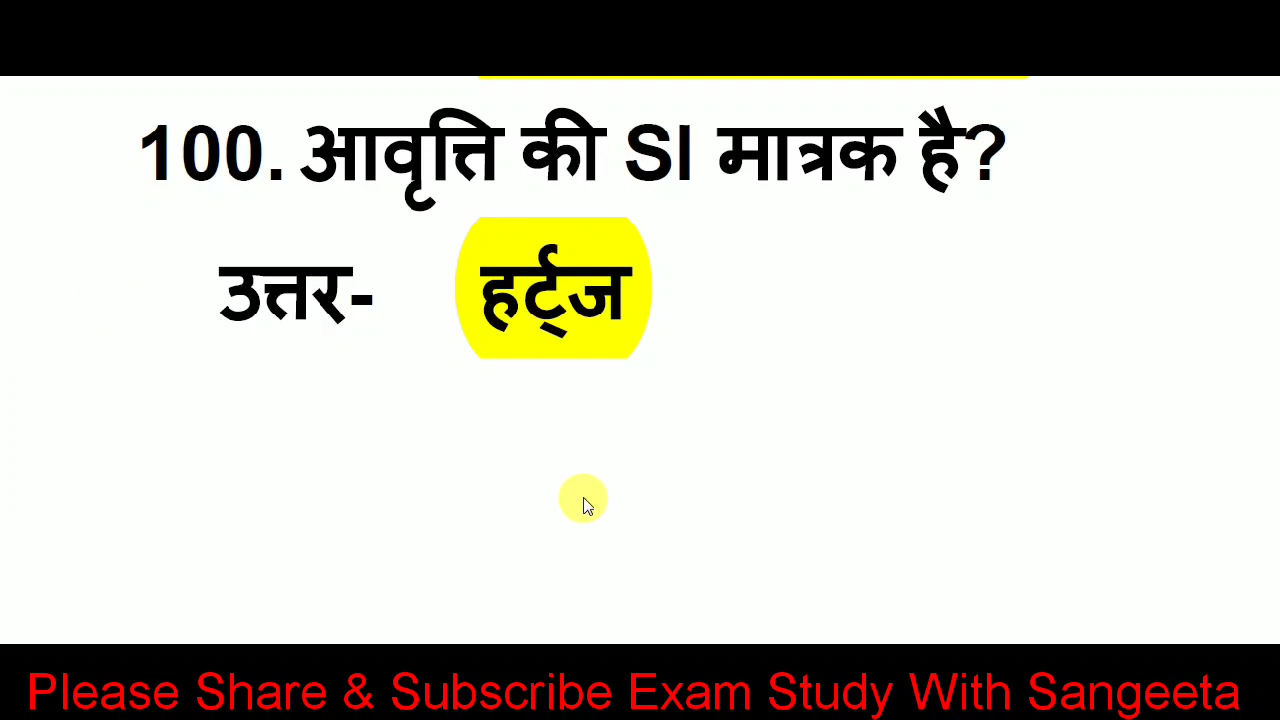 100. आवृत्ति की SI मात्रक है?
उत्तर- हर्ट्ज
Please Share & Subscribe Exam Study With Sangeeta